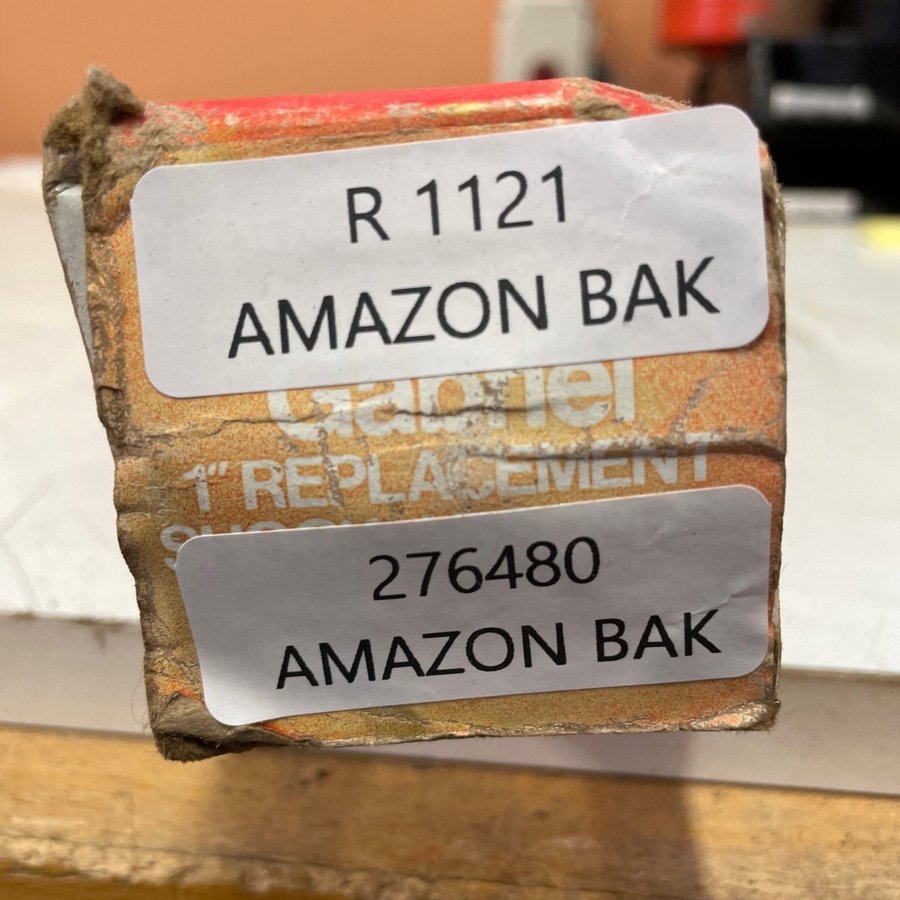 R 1121
AMAZON BAK
Gabriel
1" REPLACEMENT
276480
AMAZON BAK